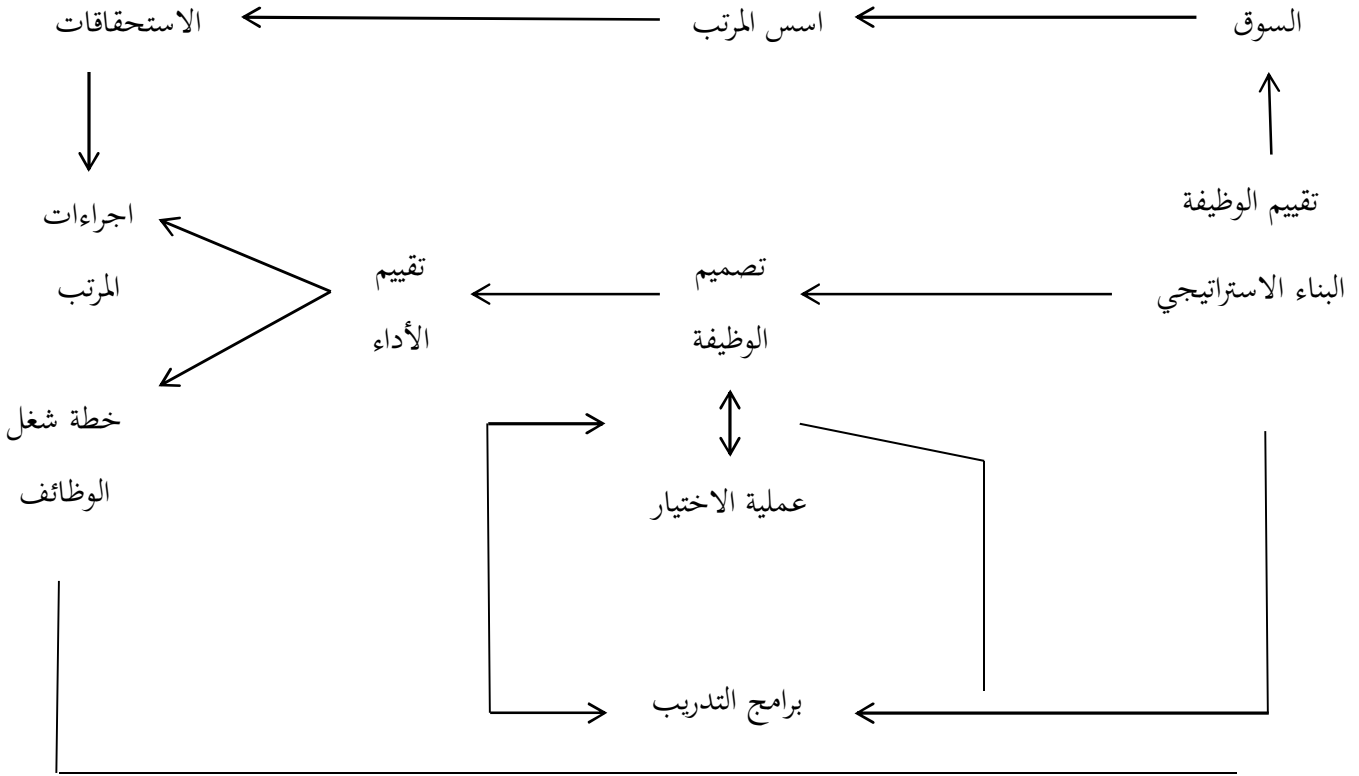 السوق
اسس المرتب
الاستحقاقات
تقييم الوظيفة
البناء الاستراتيجي
تصميم
الوظيفة
تقييم
الأداء
اجراءات
المرتب
خطة شغل
الوظائف
عملية الاختيار
برامج التدريب